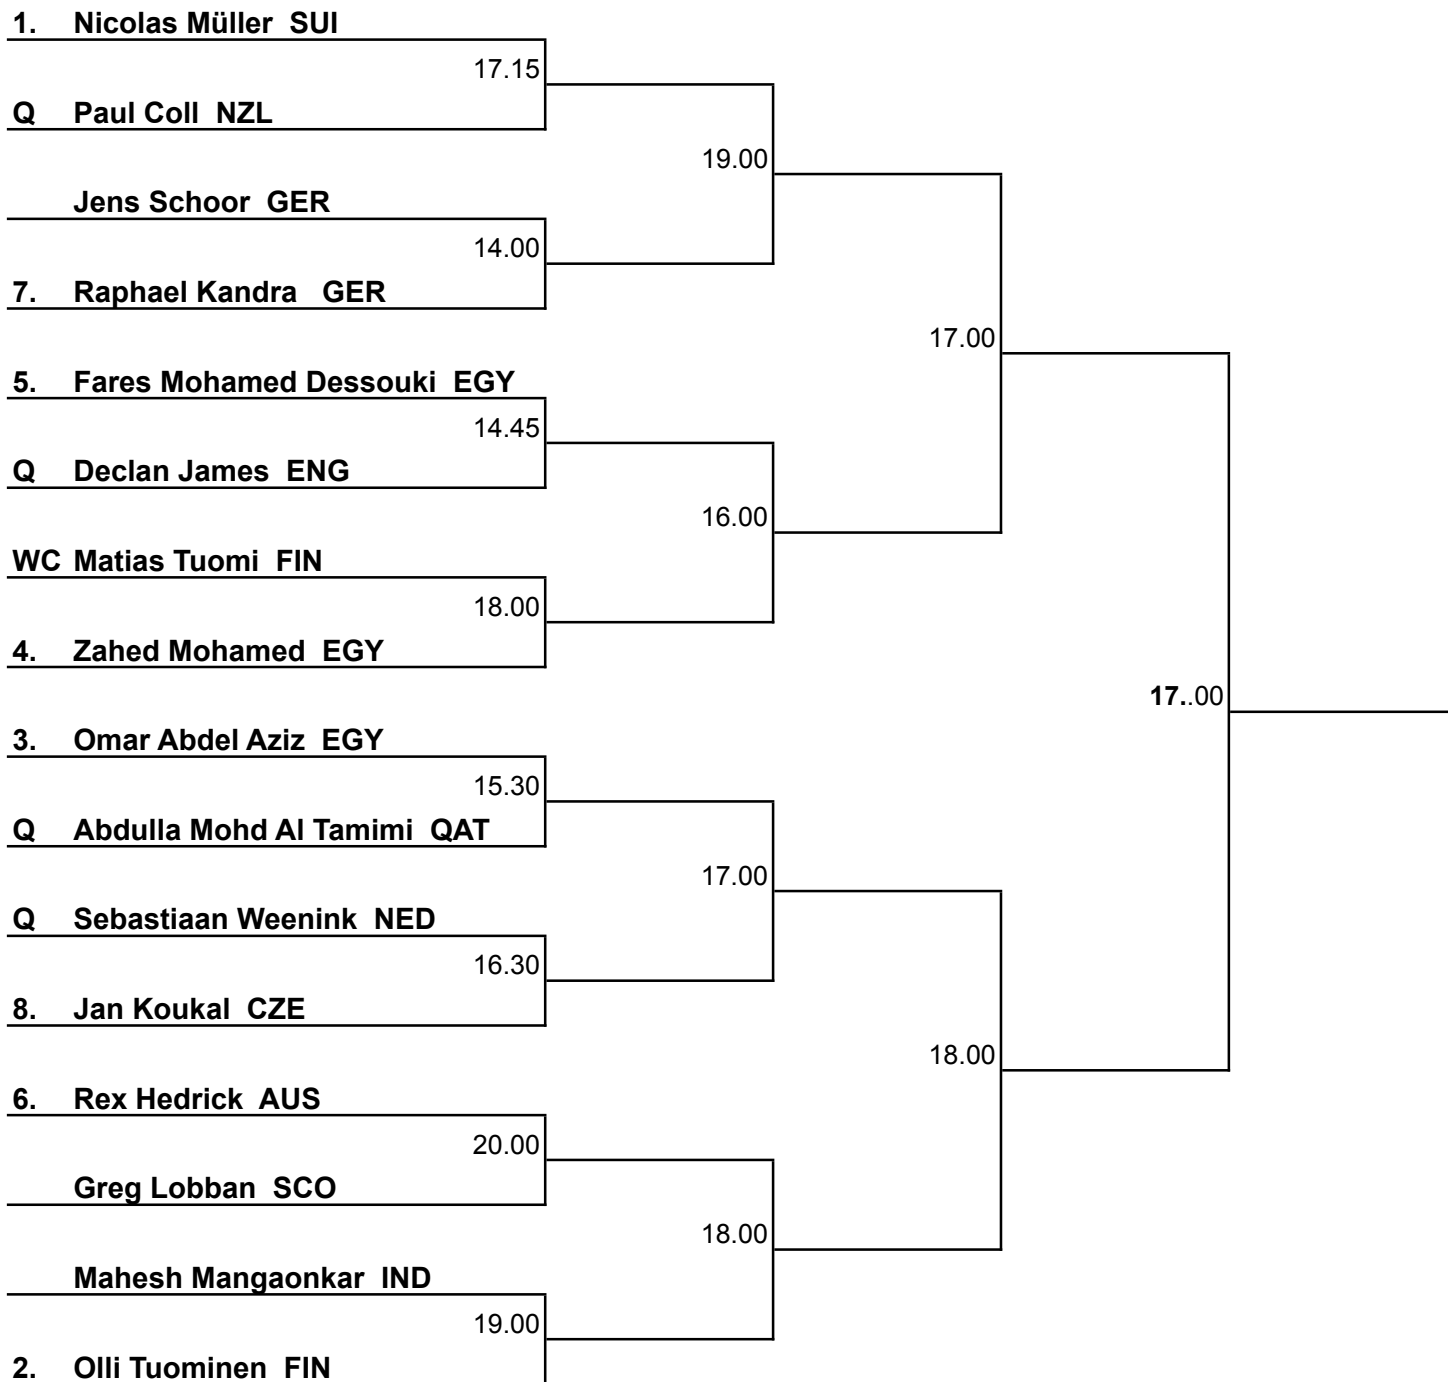 1. Nicolas Müller SUI
17.15
Q Paul Coll NZL
19.00
Jens Schoor GER
14.00
7. Raphael Kandra GER
17.00
5. Fares Mohamed Dessouki EGY
14.45
Q Declan James ENG
16.00
WC Matias Tuomi FIN
18.00
4. Zahed Mohamed EGY
17..00
3. Omar Abdel Aziz EGY
15.30
Q Abdulla Mohd Al Tamimi QAT
17.00
Q Sebastiaan Weenink NED
16.30
8. Jan Koukal CZE
18.00
6. Rex Hedrick AUS
20.00
Greg Lobban SCO
18.00
Mahesh Mangaonkar IND
19.00
2. Olli Tuominen FIN